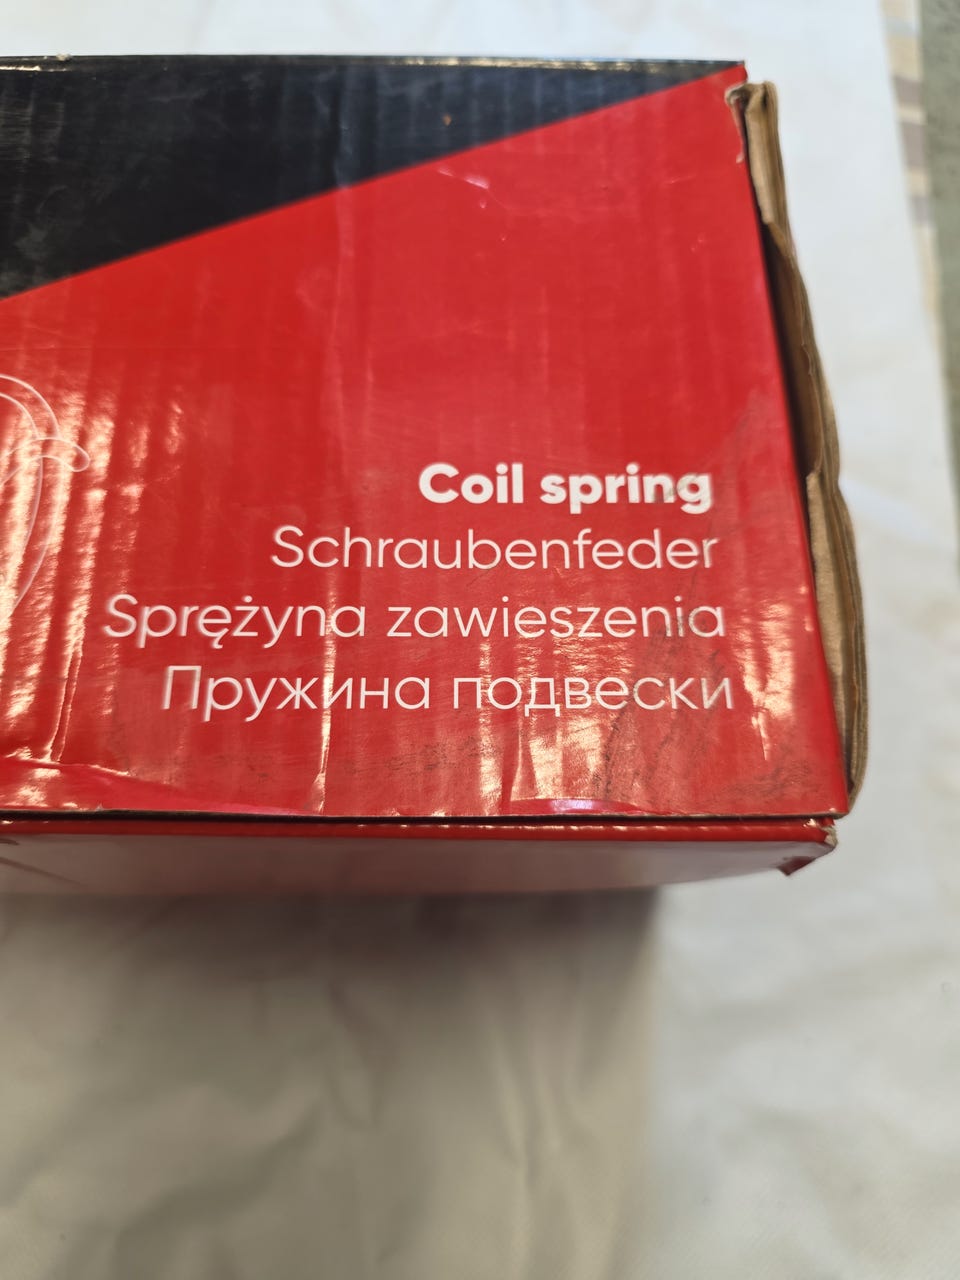 Coil spring
Schraubenfeder
Sprężyna zawieszenia
Пружина подвески